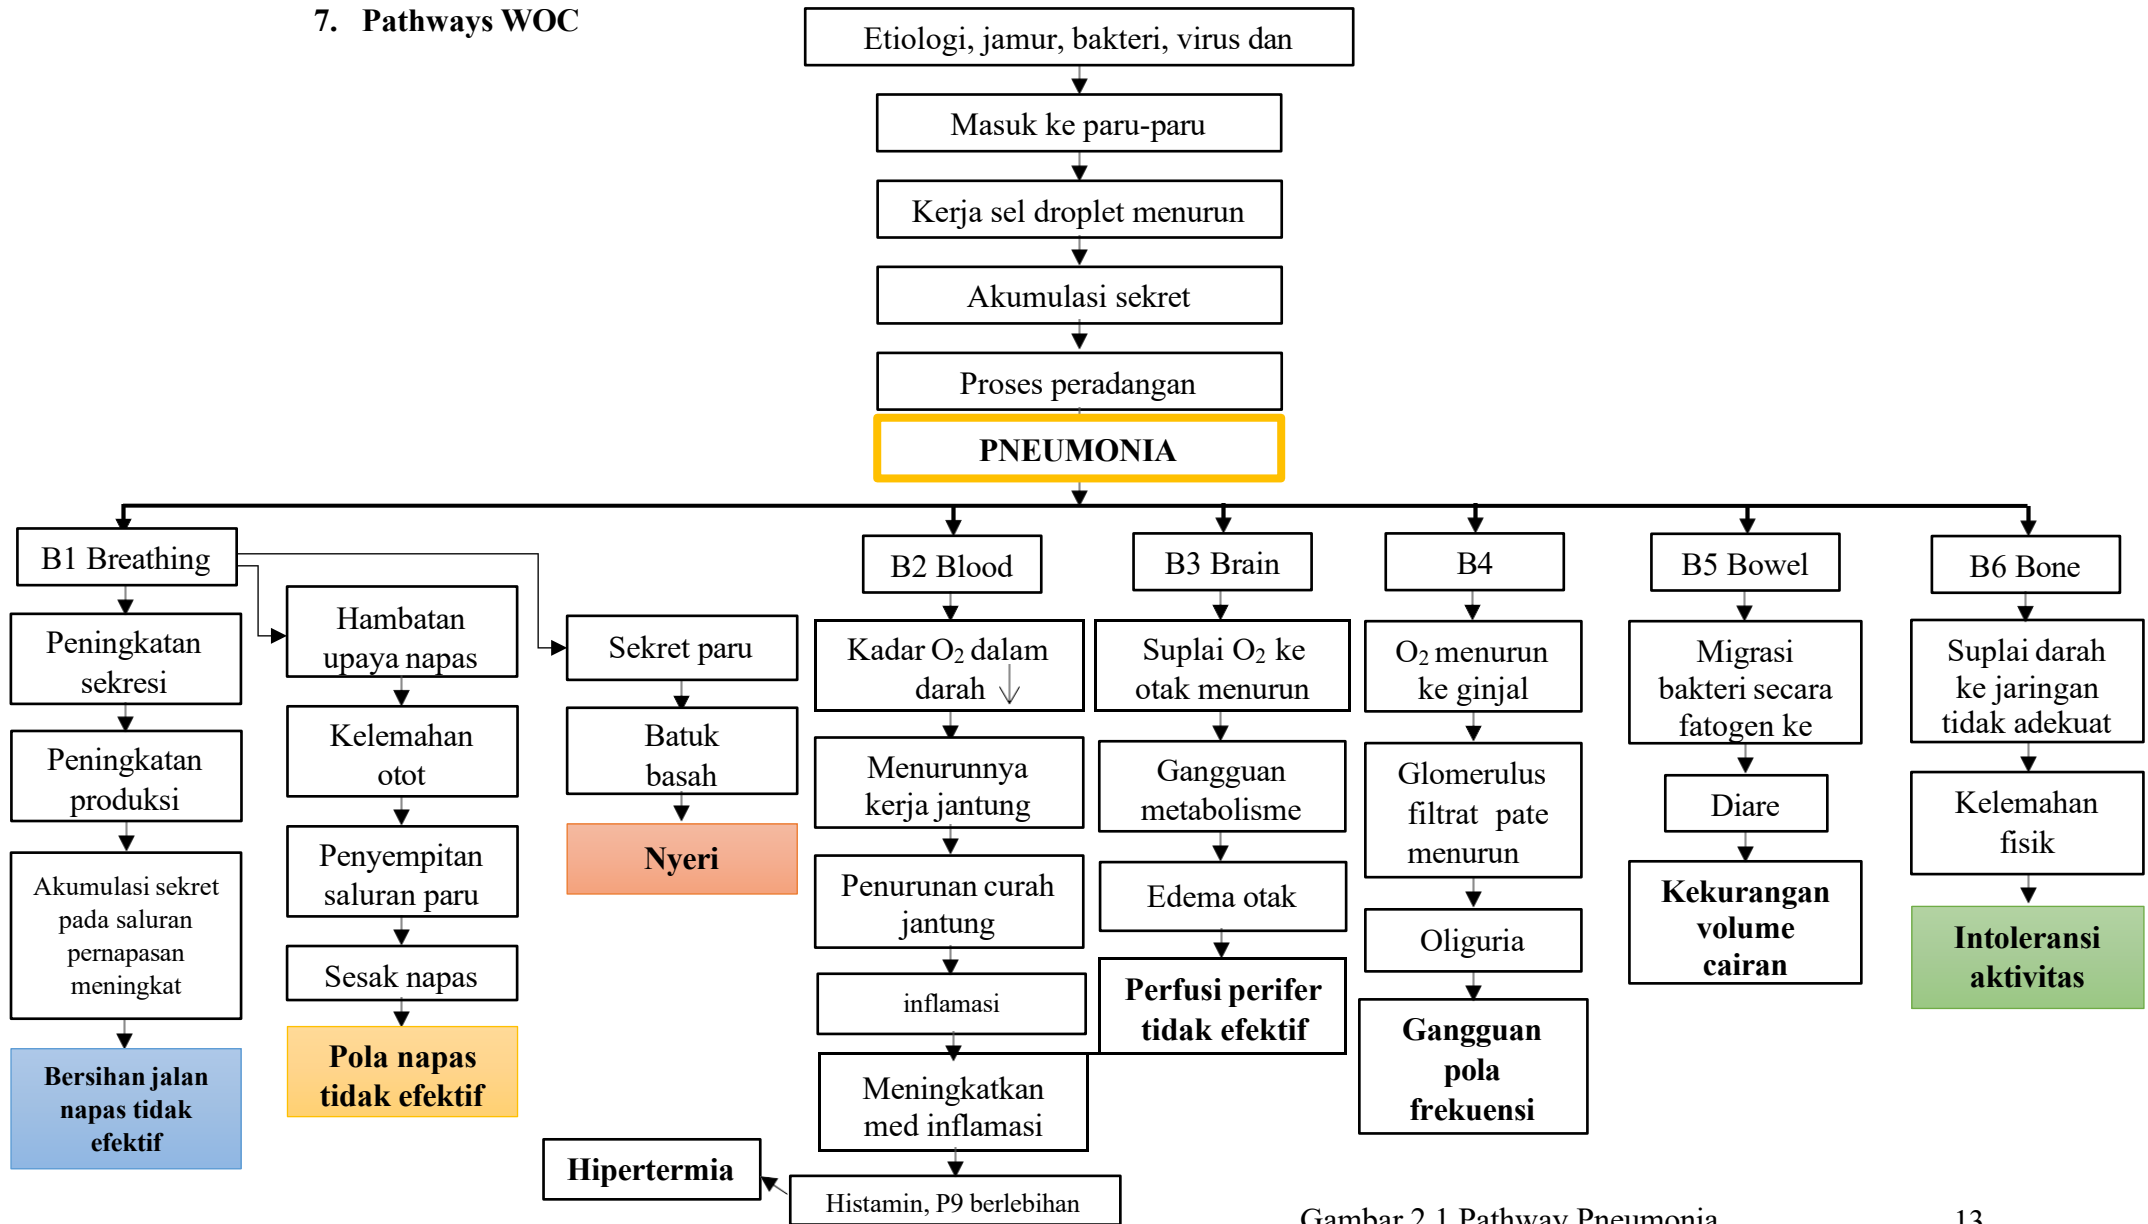 7. Pathways WOC
Etiologi, jamur, bakteri, virus dan
Masuk ke paru-paru
Kerja sel droplet menurun
Akumulasi sekret
Proses peradangan
PNEUMONIA
B1 Breathing
Peningkatan
sekresi
Peningkatan
produksi
Akumulasi sekret
pada saluran
pernapasan
meningkat
Bersihan jalan
napas tidak
efektif
Hambatan
upaya napas
Kelemahan
otot
Penyempitan
saluran paru
Sesak napas
Pola napas
tidak efektif
Sekret paru
Batuk
basah
Nyeri
B2 Blood
Kadar O₂ dalam
darah ↓
Menurunnya
kerja jantung
Penurunan curah
jantung
inflamasi
Meningkatkan
med inflamasi
Histamin, P9 berlebihan
Hipertermia
B3 Brain
Suplai O₂ ke
otak menurun
Gangguan
metabolisme
Edema otak
Perfusi perifer
tidak efektif
B4
O₂ menurun
ke ginjal
Glomerulus
filtrat pate
menurun
Oliguria
Gangguan
pola
frekuensi
B5 Bowel
Migrasi
bakteri secara
fatogen ke
Diare
Kekurangan
volume
cairan
B6 Bone
Suplai darah
ke jaringan
tidak adekuat
Kelemahan
fisik
Intoleransi
aktivitas
Gambar 2.1 Pathway Pneumonia
13